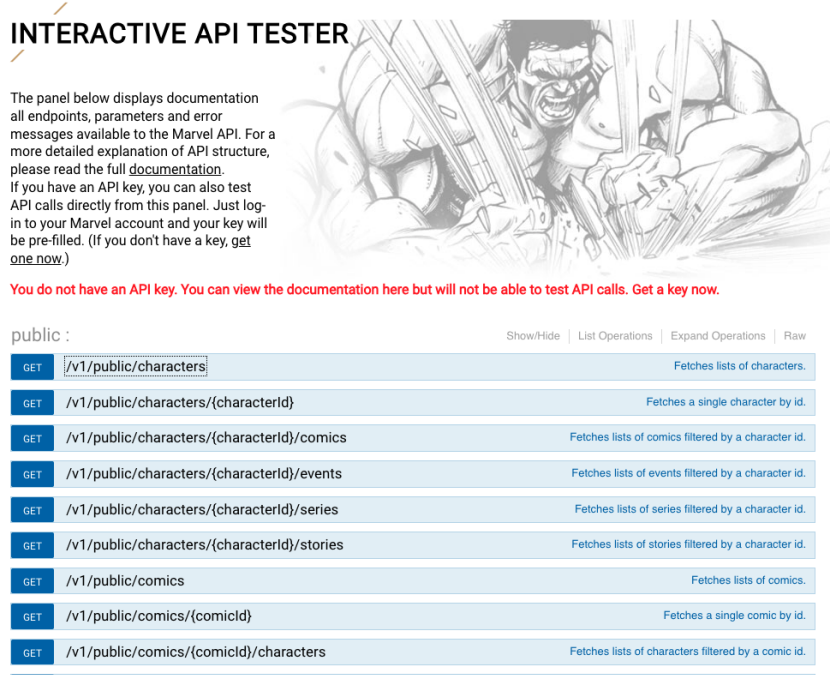 INTERACTIVE API TESTER
The panel below displays documentation
all endpoints, parameters and error
messages available to the Marvel API. For a
more detailed explanation of API structure,
please read the full documentation.
If you have an API key, you can also test
API calls directly from this panel. Just log-
in to your Marvel account and your key will
be pre-filled. (If you don't have a key, get
one now.)
You do not have an API key. You can view the documentation here but will not be able to test API calls. Get a key now.
public : Show/Hide List Operations Expand Operations Raw
GET /v1/public/characters Fetches lists of characters.
GET /v1/public/characters/{characterId} Fetches a single character by id.
GET /v1/public/characters/{characterId}/comics Fetches lists of comics filtered by a character id.
GET /v1/public/characters/{characterId}/events Fetches lists of events filtered by a character id.
GET /v1/public/characters/{characterId}/series Fetches lists of series filtered by a character id.
GET /v1/public/characters/{characterId}/stories Fetches lists of stories filtered by a character id.
GET /v1/public/comics Fetches lists of comics.
GET /v1/public/comics/{comicId} Fetches a single comic by id.
GET /v1/public/comics/{comicId}/characters Fetches lists of characters filtered by a comic id.